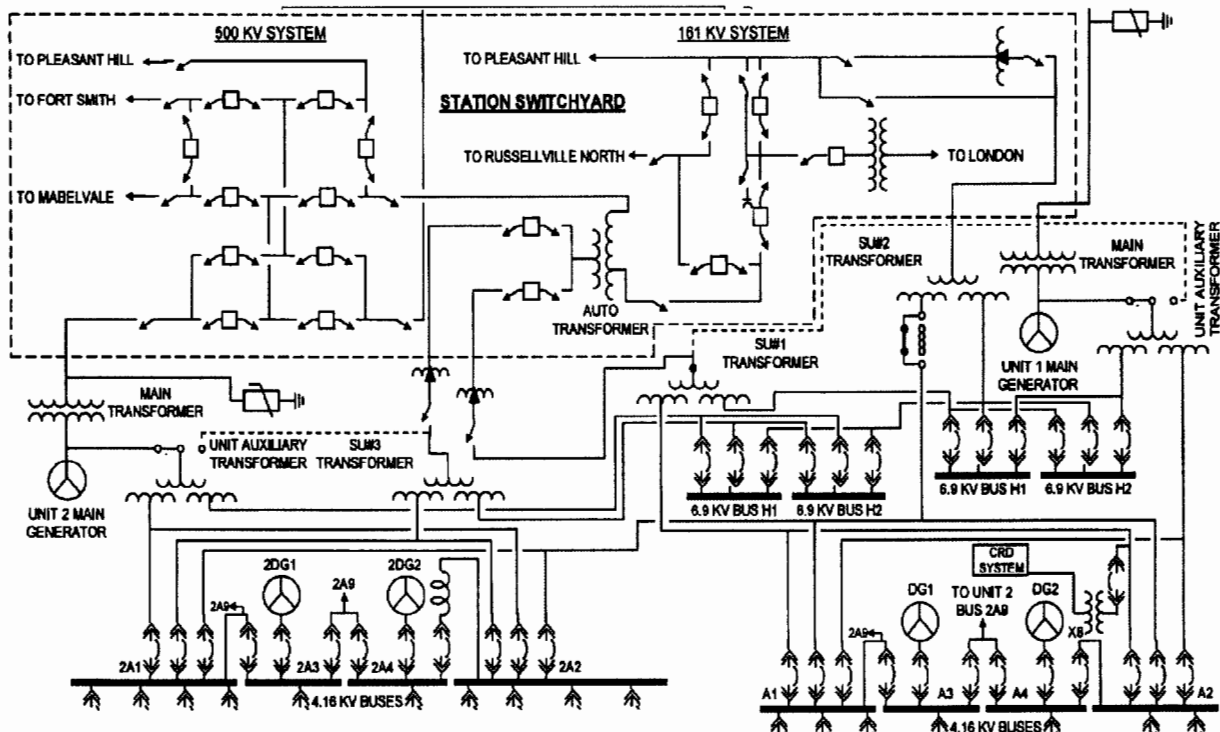 500 KV SYSTEM
161 KV SYSTEM
TO PLEASANT HILL
TO PLEASANT HILL
TO FORT SMITH
STATION SWITCHYARD
TO RUSSELLVILLE NORTH
TO LONDON
TO MABELVALE
SU#2
TRANSFORMER
MAIN
TRANSFORMER
UNIT AUXILIARY
TRANSFORMER
AUTO
TRANSFORMER
SU#1
TRANSFORMER
UNIT 1 MAIN
GENERATOR
MAIN
TRANSFORMER
UNIT AUXILIARY
TRANSFORMER
SU#3
TRANSFORMER
UNIT 2 MAIN
GENERATOR
6.9 KV BUS H1
6.9 KV BUS H2
6.9 KV BUS H1
6.9 KV BUS H2
2DG1
2A9
2DG2
2A9
2A1
2A3
2A4
2A2
4.16 KV BUSES
CRD
SYSTEM
DG1
TO UNIT 2
BUS 2A9
DG2
X8
2A9
A1
A3
A4
A2
4.16 KV BUSES